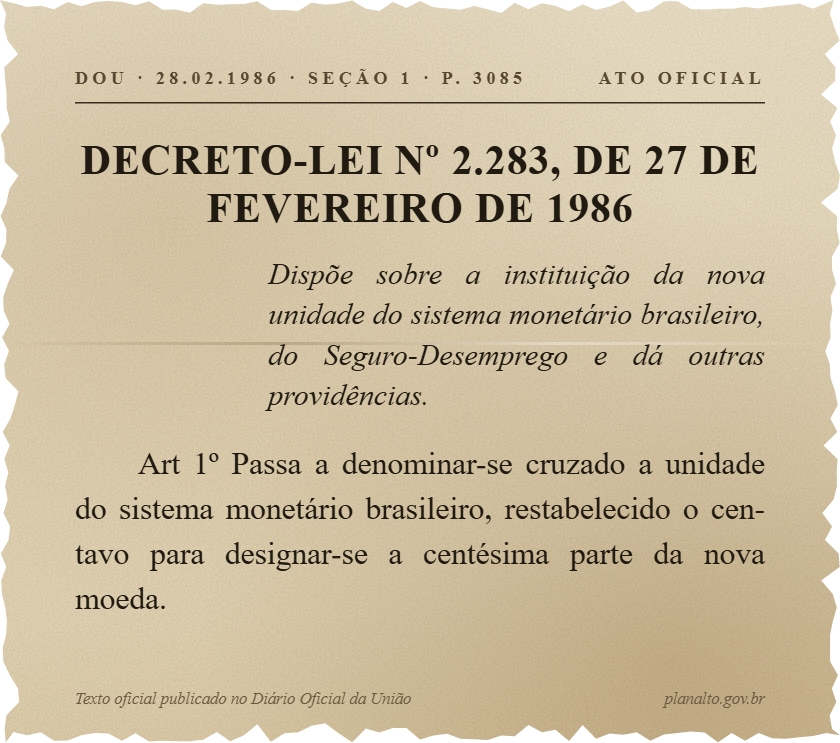 DOU · 28.02.1986 · SEÇÃO 1 · P. 3085 ATO OFICIAL
DECRETO-LEI Nº 2.283, DE 27 DE
FEVEREIRO DE 1986
Dispõe sobre a instituição da nova
unidade do sistema monetário brasileiro,
do Seguro-Desemprego e dá outras
providências.
Art 1º Passa a denominar-se cruzado a unidade
do sistema monetário brasileiro, restabelecido o cen-
tavo para designar-se a centésima parte da nova
moeda.
Texto oficial publicado no Diário Oficial da União planalto.gov.br